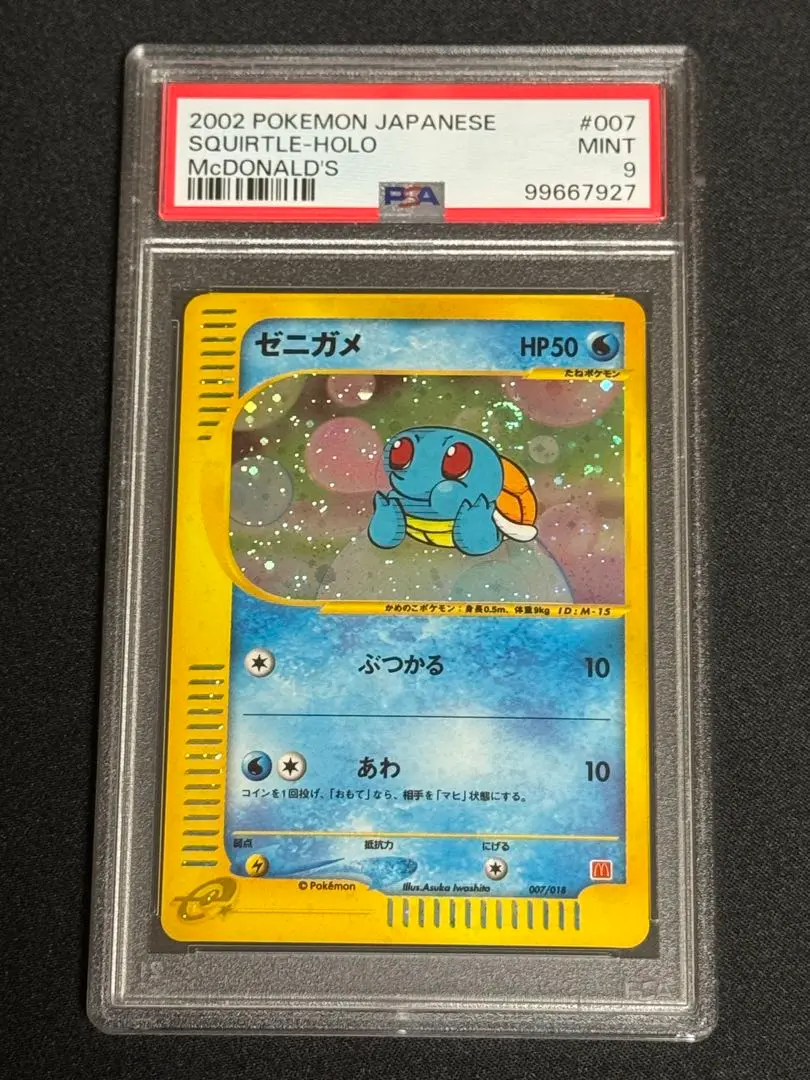 2002 POKEMON JAPANESE #007
SQUIRTLE-HOLO MINT
McDONALD'S 9
PSA 99667927
ゼニガメ HP50
たねポケモン
かめのこポケモン：身長0.5m、体重9kg ID:M-15
ぶつかる 10
あわ 10
コインを1回投げ、「おもて」なら、相手を「マヒ」状態にする。
弱点 抵抗力 にげる
©Pokémon Illus.Asuka Iwashita 007/018